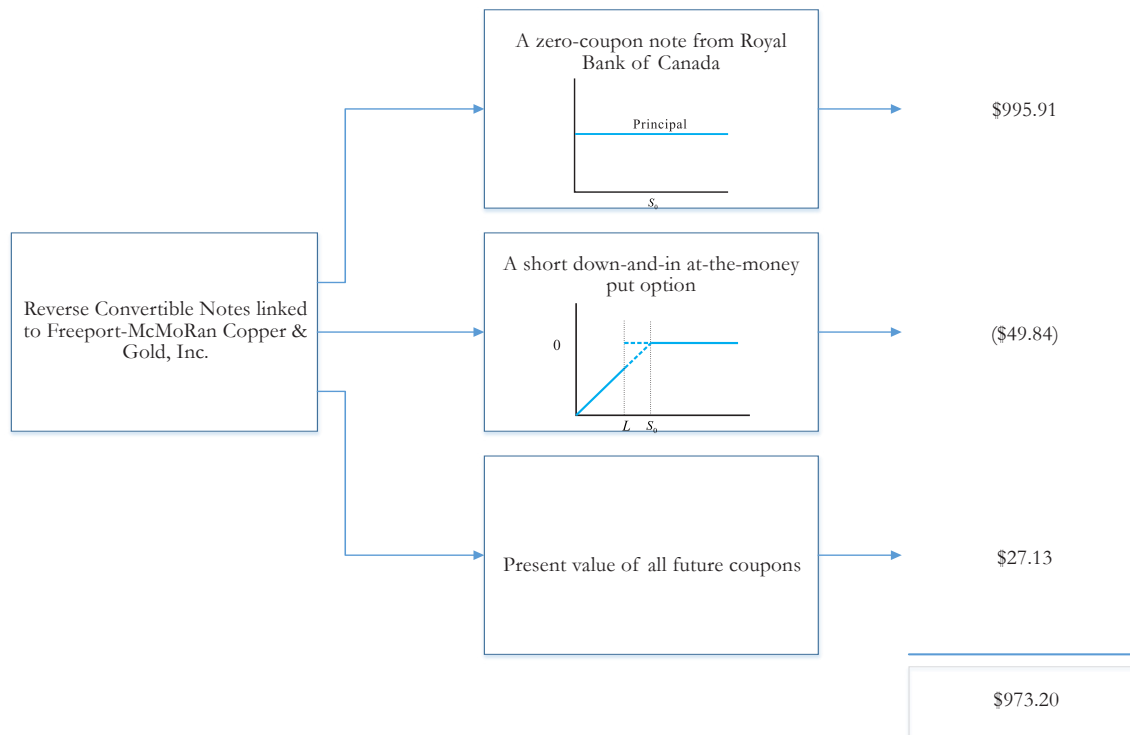 A zero-coupon note from Royal
Bank of Canada
Principal
S₀
$995.91
Reverse Convertible Notes linked
to Freeport-McMoRan Copper &
Gold, Inc.
A short down-and-in at-the-money
put option
0
L S₀
($49.84)
Present value of all future coupons
$27.13
$973.20